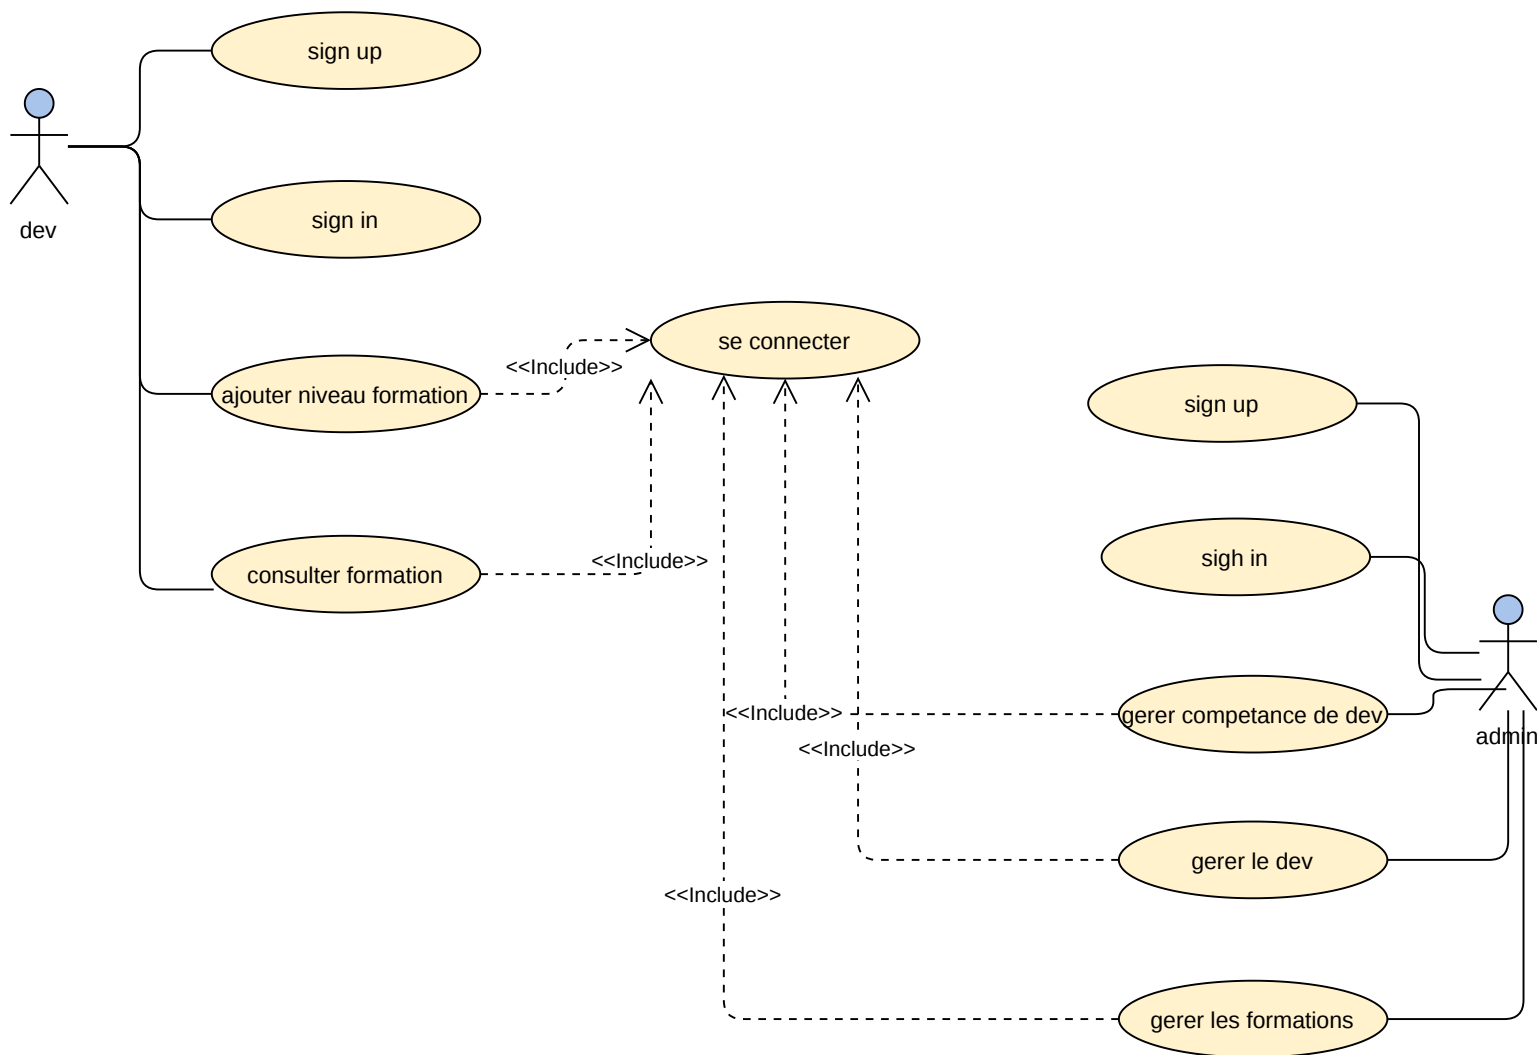 sign up
dev
sign in
se connecter
<<Include>>
ajouter niveau formation
sign up
<<Include>>
sigh in
consulter formation
<<Include>>
gerer competance de dev
admin
<<Include>>
gerer le dev
<<Include>>
gerer les formations